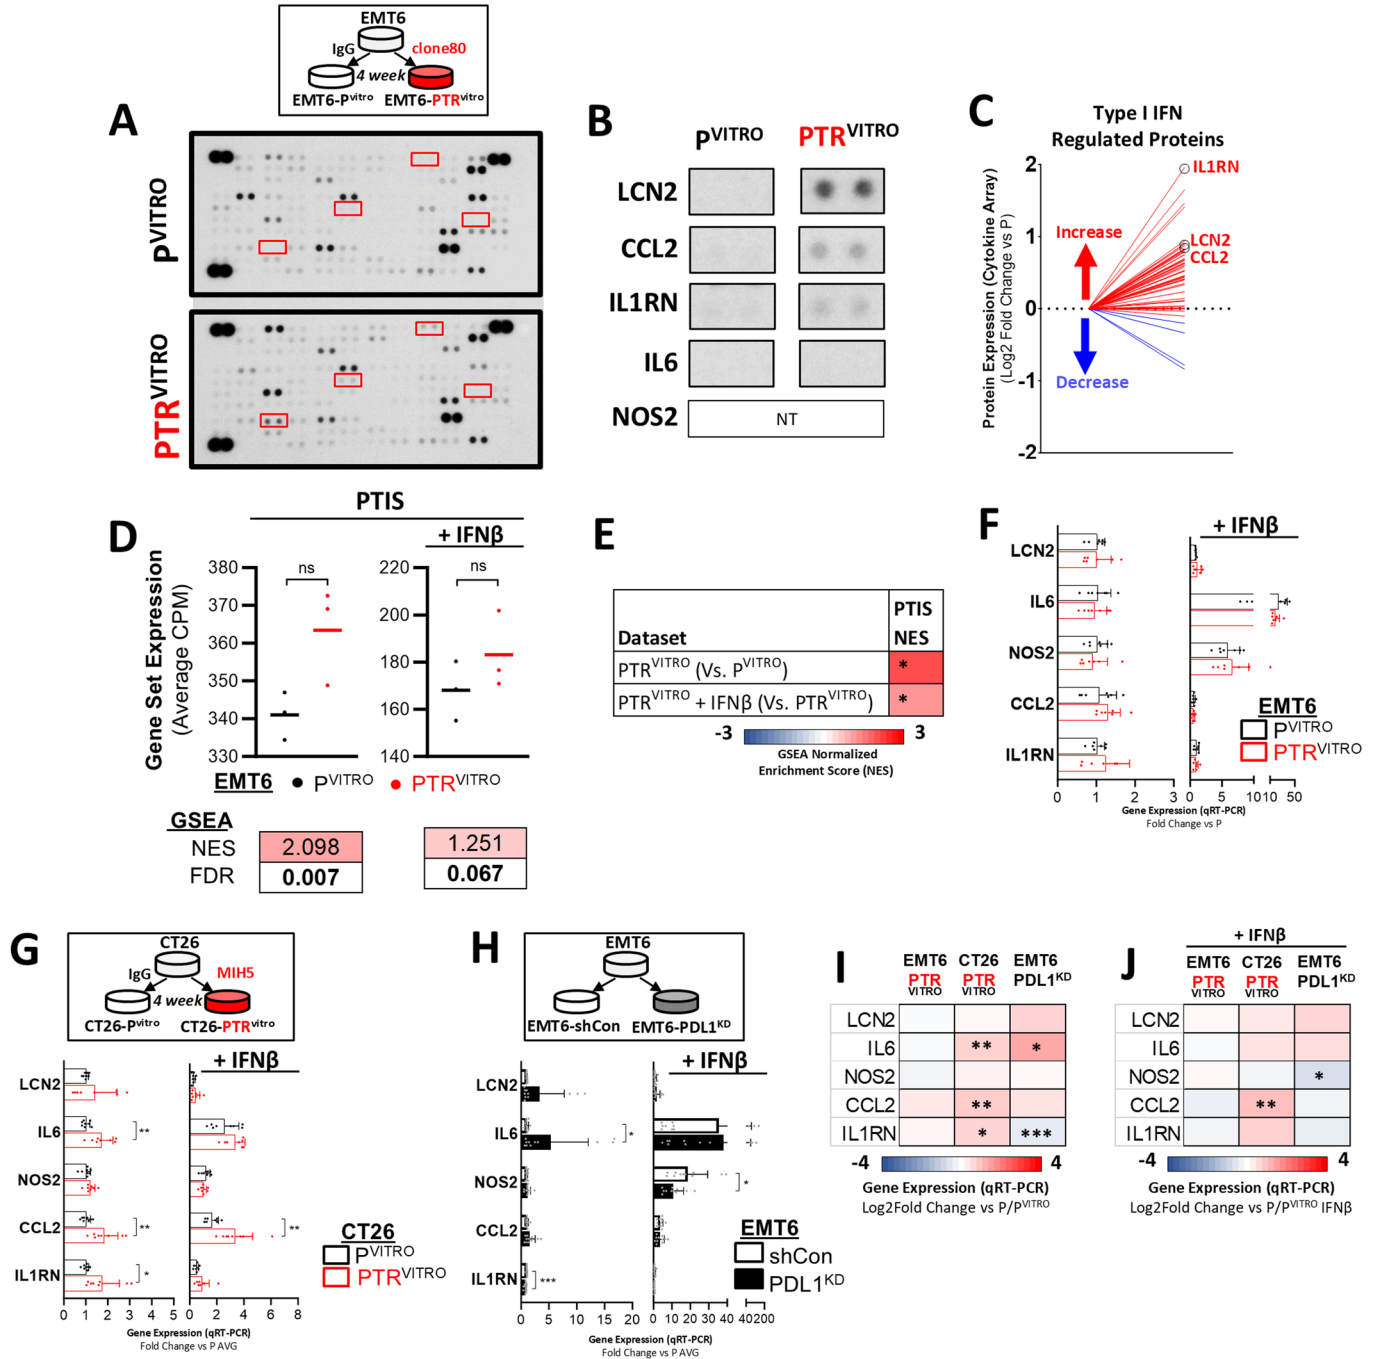 EMT6
IgG
clone80
4 week
EMT6-Pvitro
EMT6-PTRvitro
A
PVITRO
PTRVITRO
B
PVITRO
PTRVITRO
LCN2
CCL2
IL1RN
IL6
NOS2
NT
C
Type I IFN
Regulated Proteins
Protein Expression (Cytokine Array)
(Log2 Fold Change vs P)
2
1
0
-1
-2
Increase
Decrease
IL1RN
LCN2
CCL2
D
PTIS
+ IFNβ
Gene Set Expression
(Average CPM)
380
370
360
350
340
330
ns
220
200
180
160
140
ns
EMT6
PVITRO
PTRVITRO
GSEA
NES
2.098
1.251
FDR
0.007
0.067
E
Dataset
PTIS
NES
PTRVITRO (Vs. PVITRO)
*
PTRVITRO + IFNβ (Vs. PTRVITRO)
*
-3
3
GSEA Normalized
Enrichment Score (NES)
F
+ IFNβ
LCN2
IL6
NOS2
CCL2
IL1RN
0 1 2 3
0 5 10 10 50
Gene Expression (qRT-PCR)
Fold Change vs P
EMT6
PVITRO
PTRVITRO
G
CT26
IgG
MIH5
4 week
CT26-Pvitro
CT26-PTRvitro
+ IFNβ
LCN2
IL6
**
NOS2
CCL2
**
**
IL1RN
*
0 1 2 3 4 5
0 2 4 6 8
Gene Expression (qRT-PCR)
Fold Change vs P AVG
CT26
PVITRO
PTRVITRO
H
EMT6
EMT6-shCon
EMT6-PDL1KD
+ IFNβ
LCN2
IL6
*
NOS2
*
CCL2
IL1RN
***
0 5 10 15 20
0 10 20 30 40 40 200
Gene Expression (qRT-PCR)
Fold Change vs P AVG
EMT6
shCon
PDL1KD
I
EMT6
PTR
VITRO
CT26
PTR
VITRO
EMT6
PDL1KD
LCN2
IL6
**
*
NOS2
CCL2
**
IL1RN
*
***
-4
4
Gene Expression (qRT-PCR)
Log2Fold Change vs P/PVITRO
J
+ IFNβ
EMT6
PTR
VITRO
CT26
PTR
VITRO
EMT6
PDL1KD
LCN2
IL6
NOS2
*
CCL2
**
IL1RN
-4
4
Gene Expression (qRT-PCR)
Log2Fold Change vs P/PVITRO IFNβ